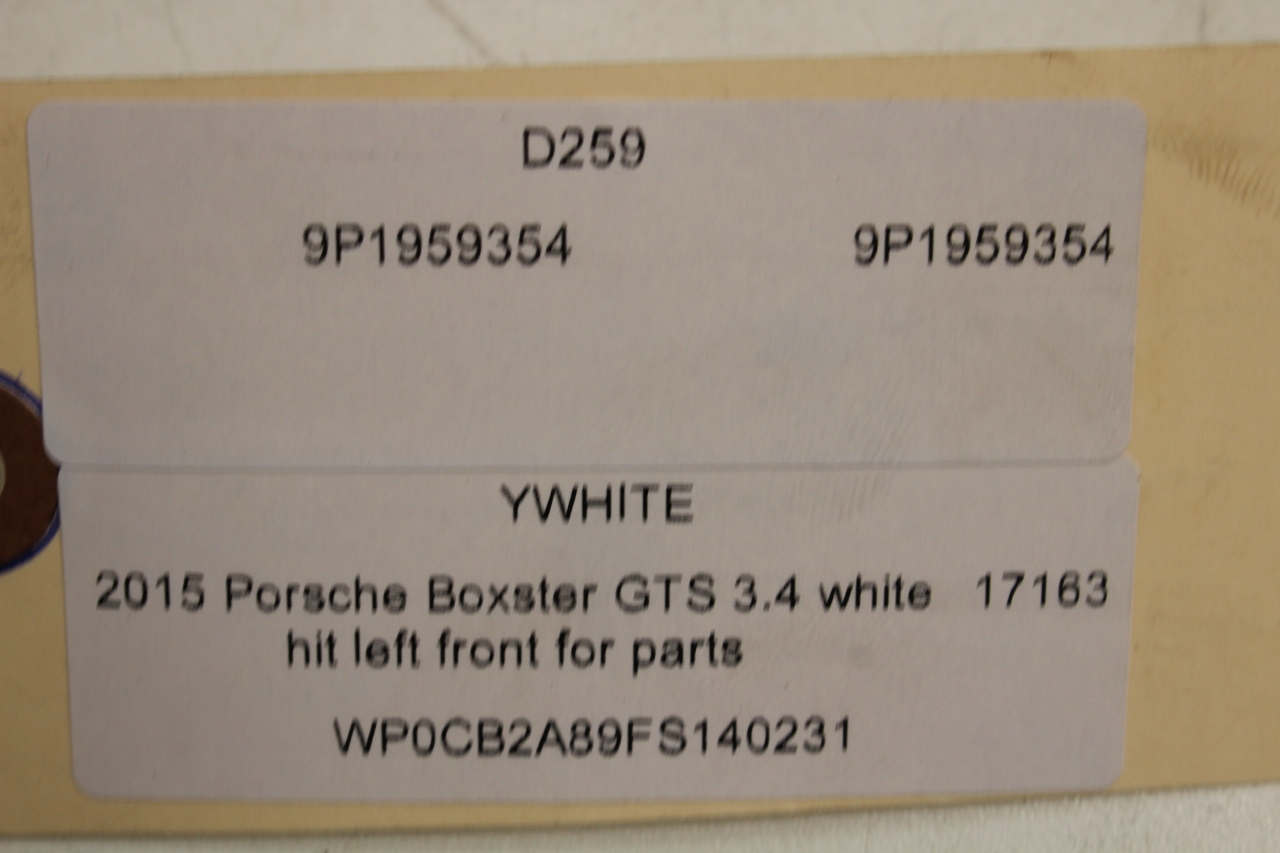 D259
9P1959354 9P1959354
YWHITE
2015 Porsche Boxster GTS 3.4 white 17163
hit left front for parts
WP0CB2A89FS140231